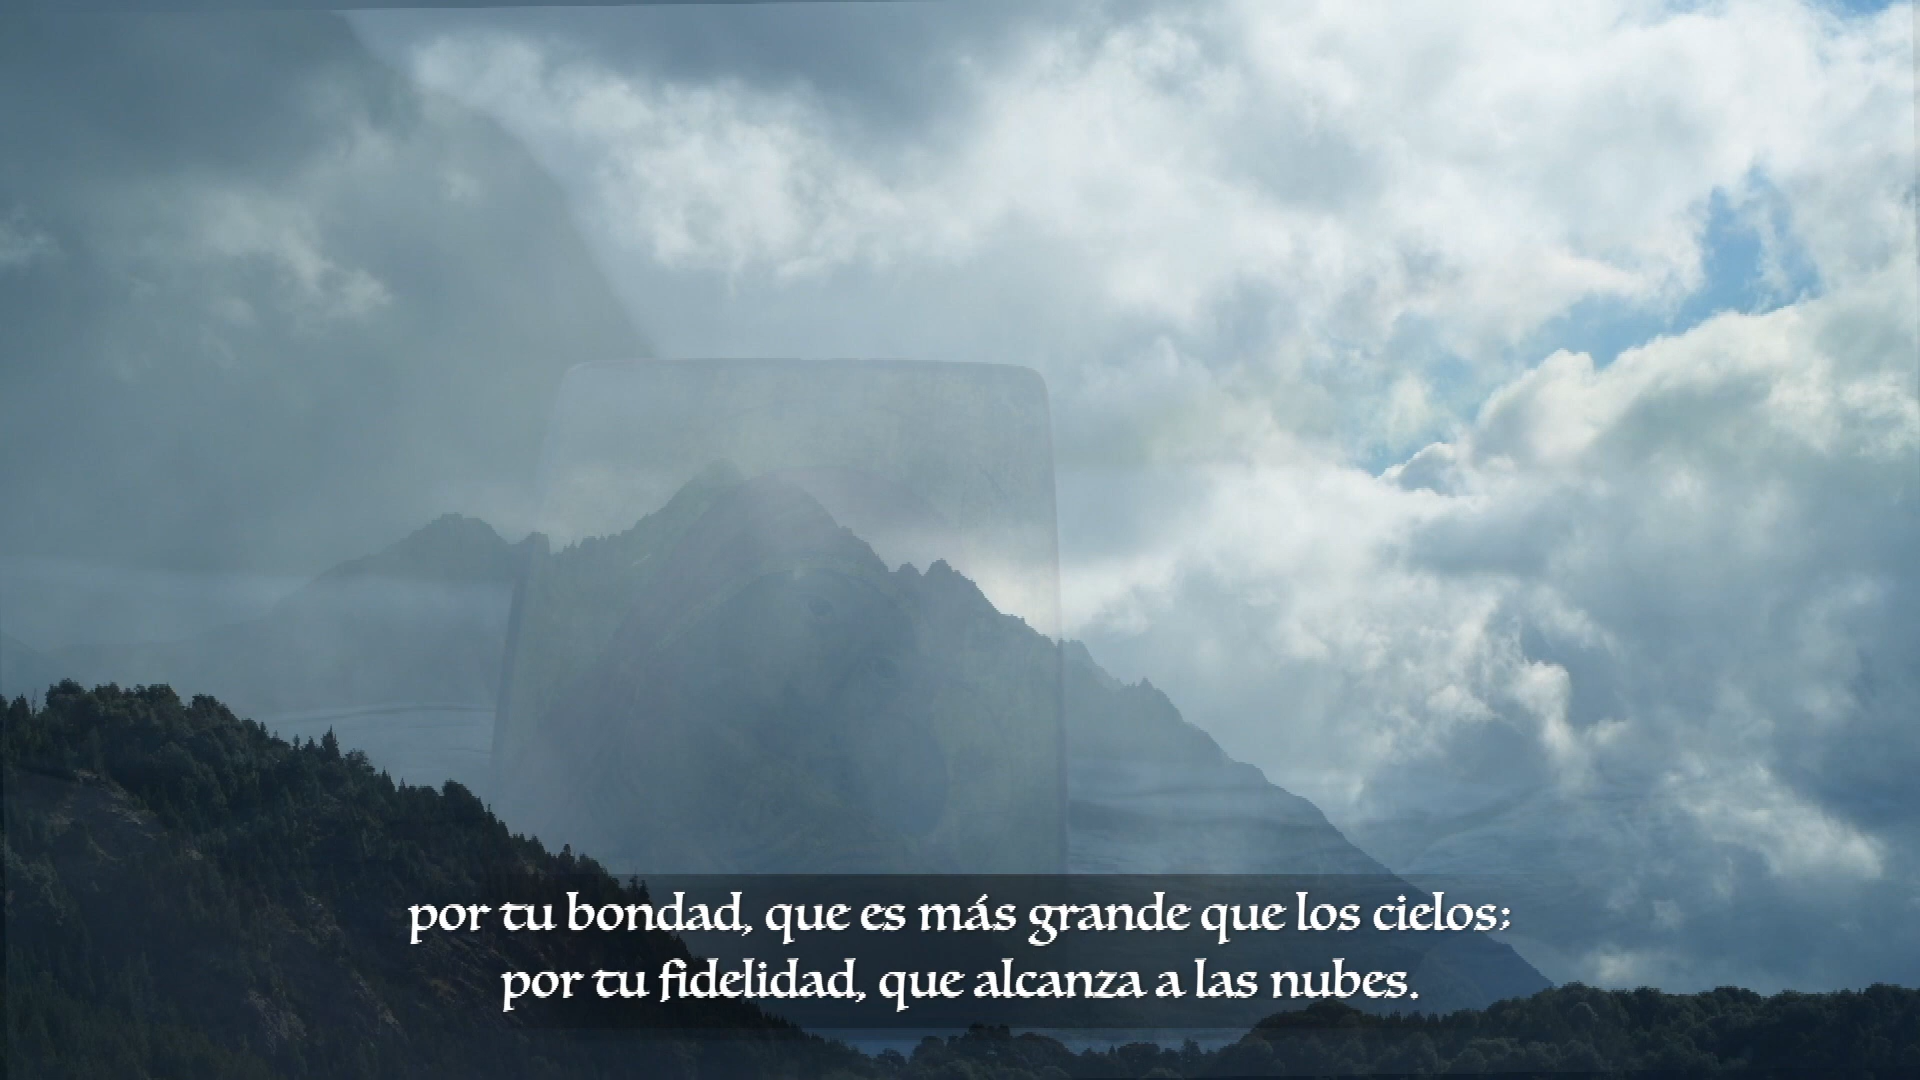 por tu bondad, que es más grande que los cielos;
por tu fidelidad, que alcanza a las nubes.